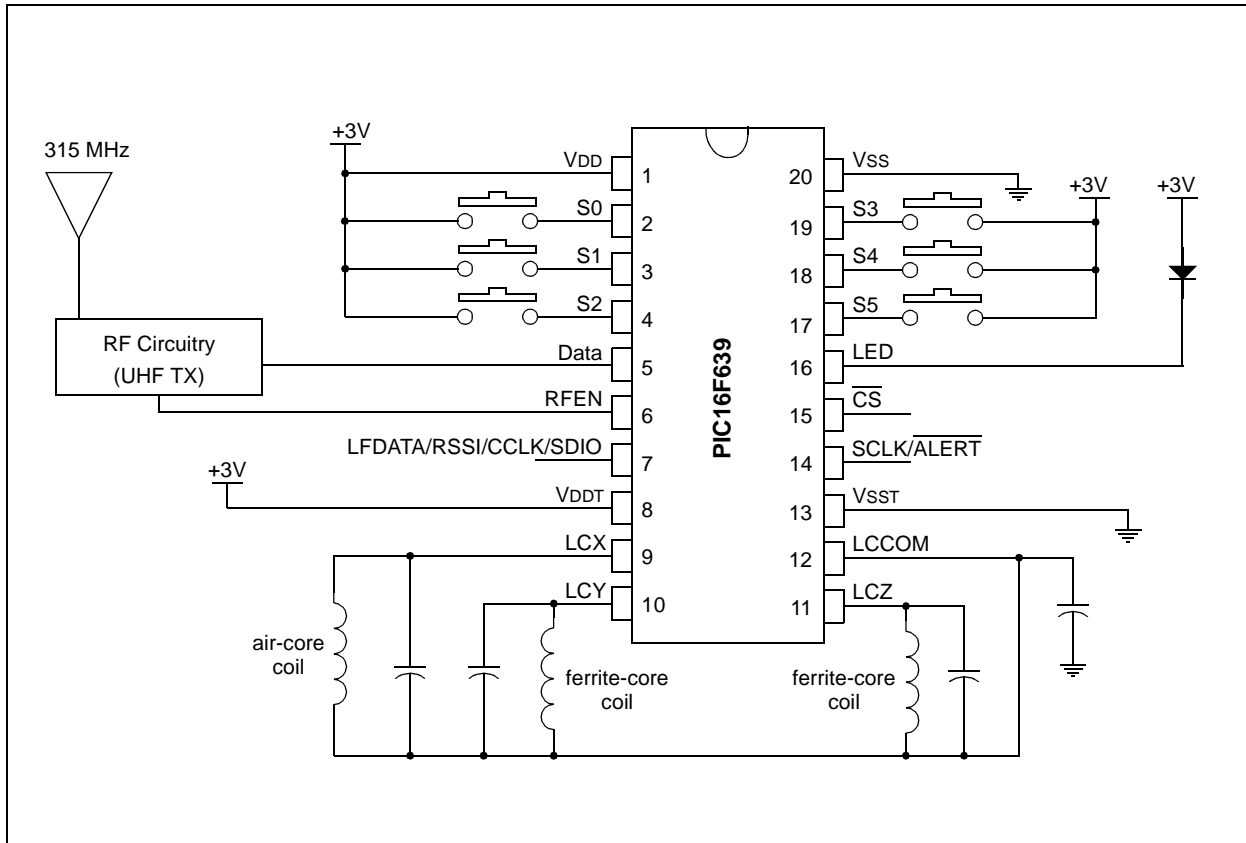 +3V
315 MHz
VDD
1
S0
2
S1
3
S2
4
RF Circuitry
(UHF TX)
Data
5
RFEN
6
LFDATA/RSSI/CCLK/SDIO
7
+3V
VDDT
8
LCX
9
LCY
10
air-core
coil
ferrite-core
coil
PIC16F639
VSS
20
S3
19
S4
18
S5
17
LED
16
CS
15
SCLK/ALERT
14
VSST
13
LCCOM
12
LCZ
11
+3V
+3V
ferrite-core
coil